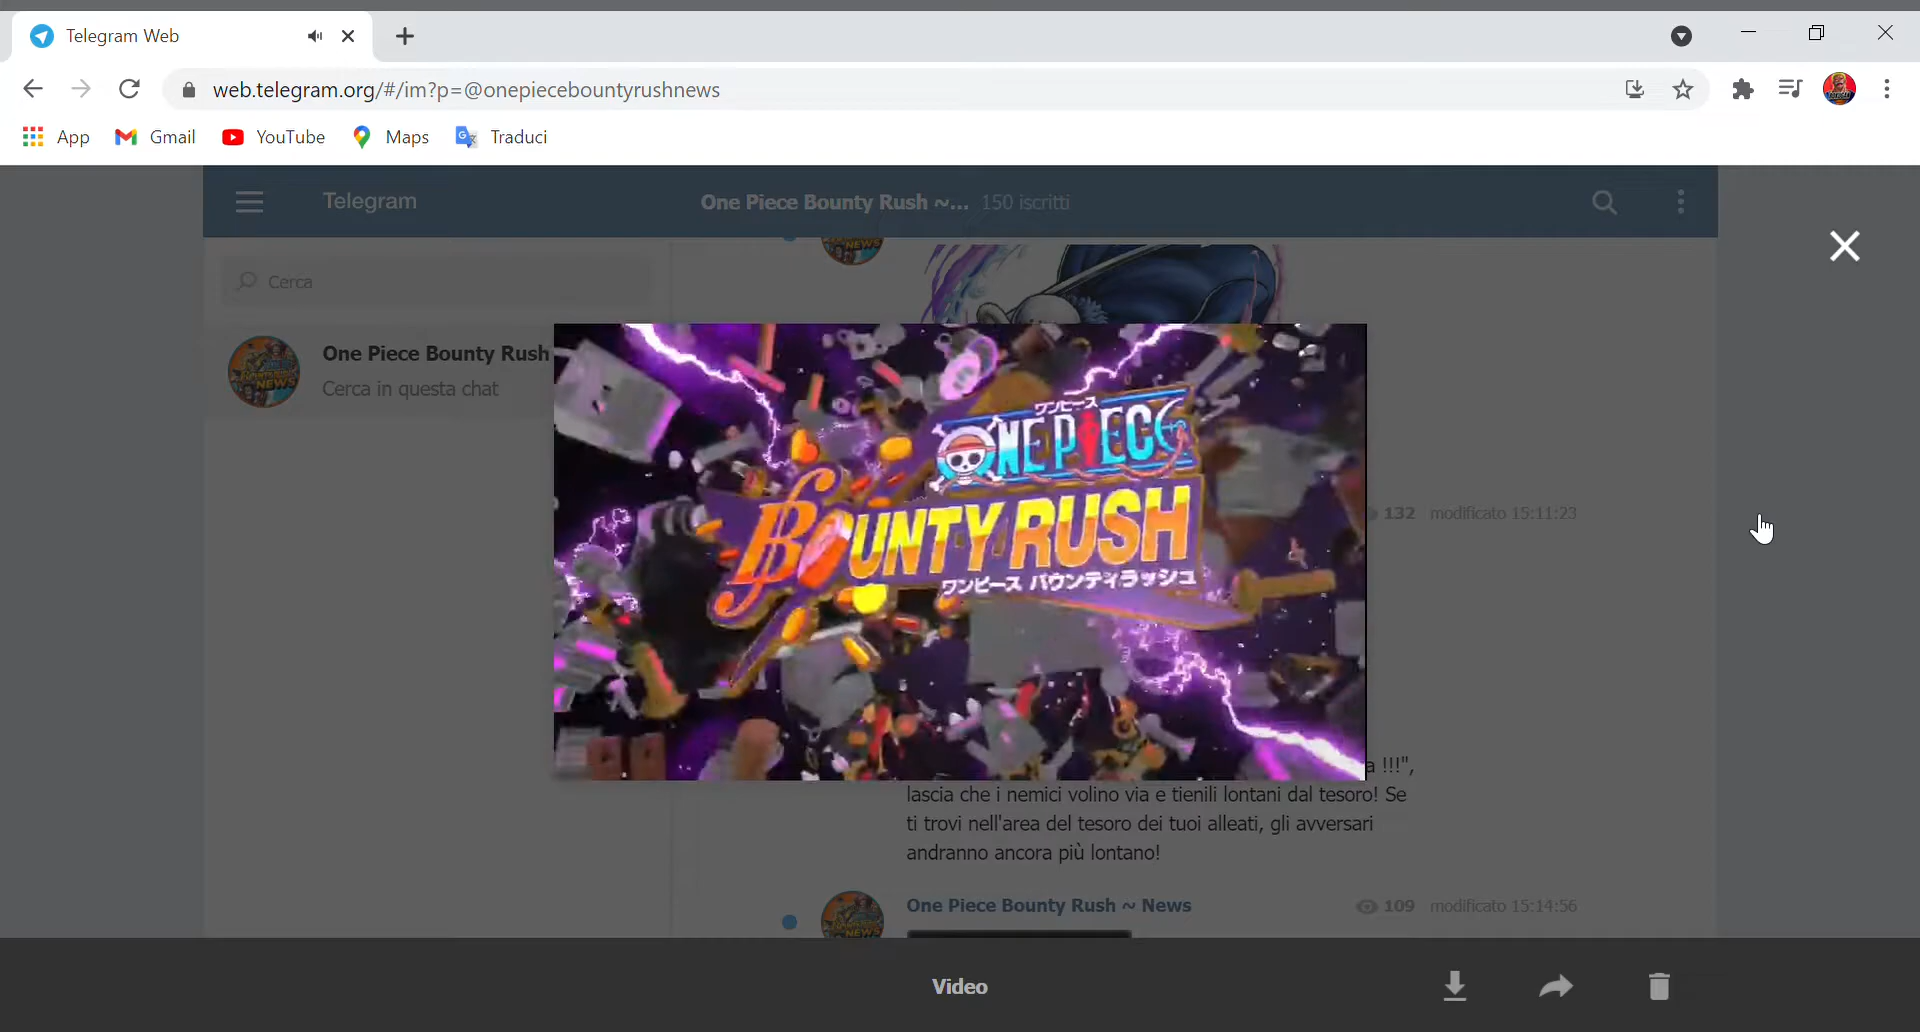 Telegram Web
web.telegram.org/#/im?p=@onepiecebountyrushnews
App Gmail YouTube Maps Traduci
Telegram
One Piece Bounty Rush ~... 150 iscritti
NEWS
Cerca
One Piece Bounty Rush
Cerca in questa chat
NEWS
ワンピース
ONE PIECE
BOUNTY RUSH
ワンピース バウンティラッシュ
132 modificato 15:11:23
a !!!",
lascia che i nemici volino via e tienili lontani dal tesoro! Se
ti trovi nell'area del tesoro dei tuoi alleati, gli avversari
andranno ancora più lontano!
One Piece Bounty Rush ~ News 109 modificato 15:14:56
NEWS
Video